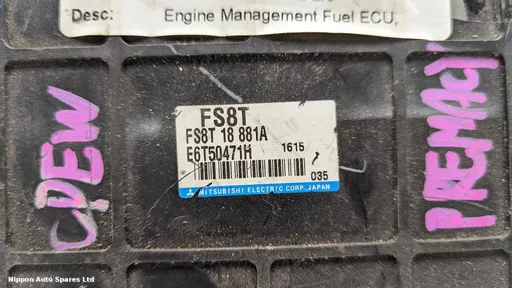 Desc: Engine Management Fuel ECU,
CPEW
FS8T
FS8T 18 881A
E6T50471H 1615
035
MITSUBISHI ELECTRIC CORP., JAPAN
PREMACY
Nippon Auto Spares Ltd